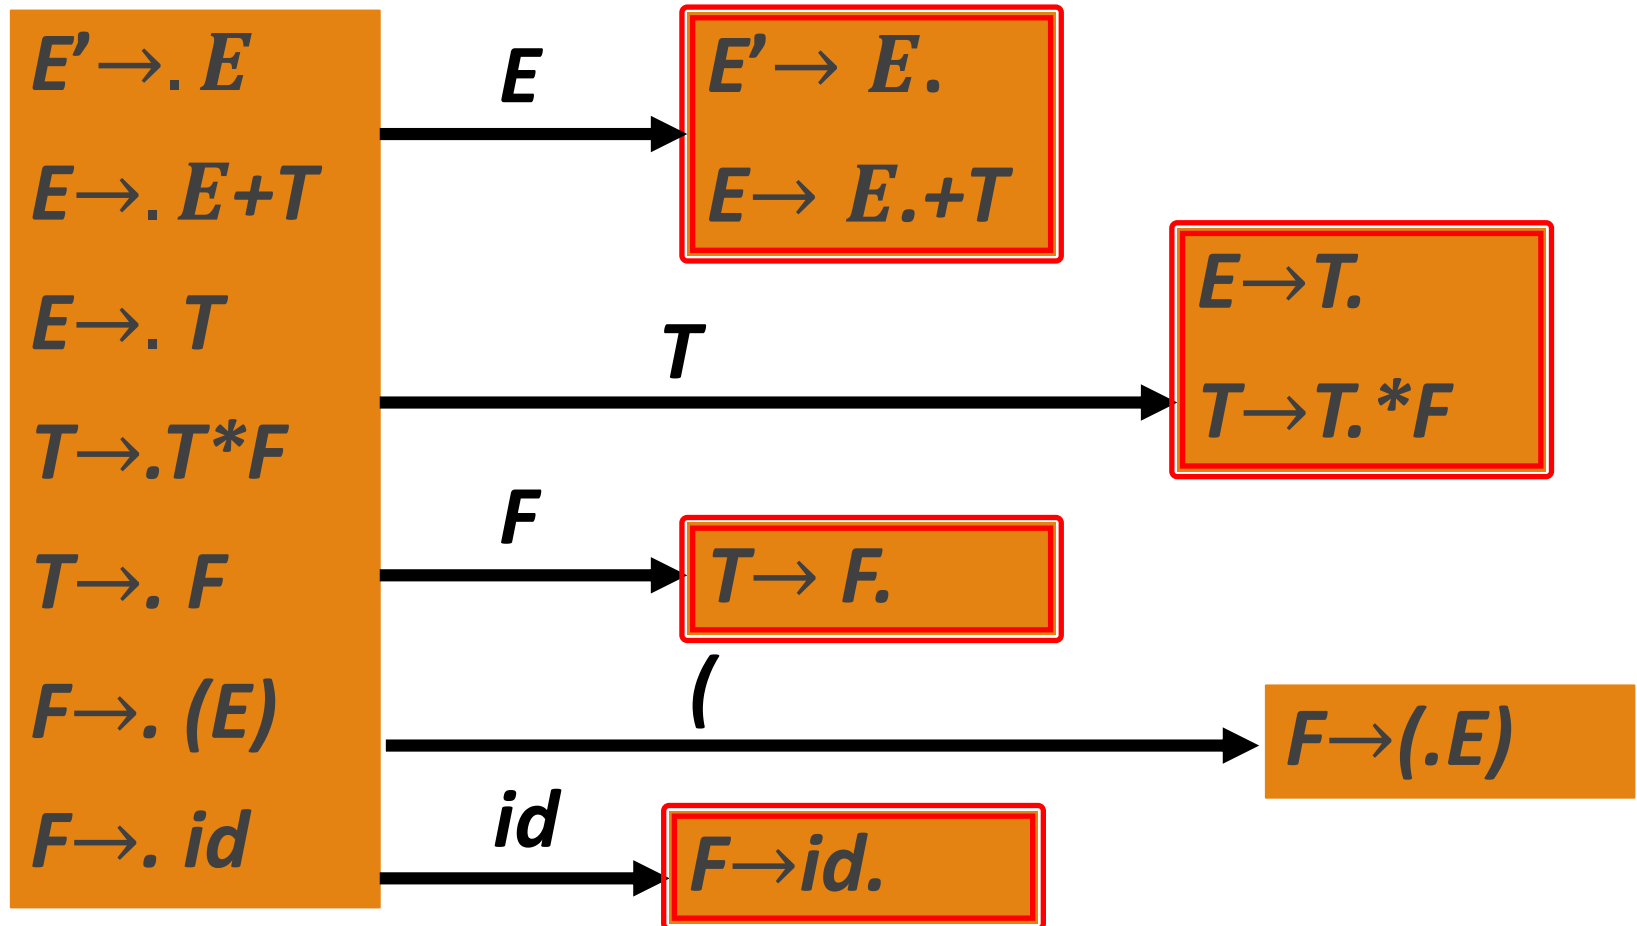 E’→. E
E→. E+T
E→. T
T→.T*F
T→. F
F→. (E)
F→. id
E
E’→ E.
E→ E.+T
T
E→T.
T→T.*F
F
T→ F.
(
F→(.E)
id
F→id.